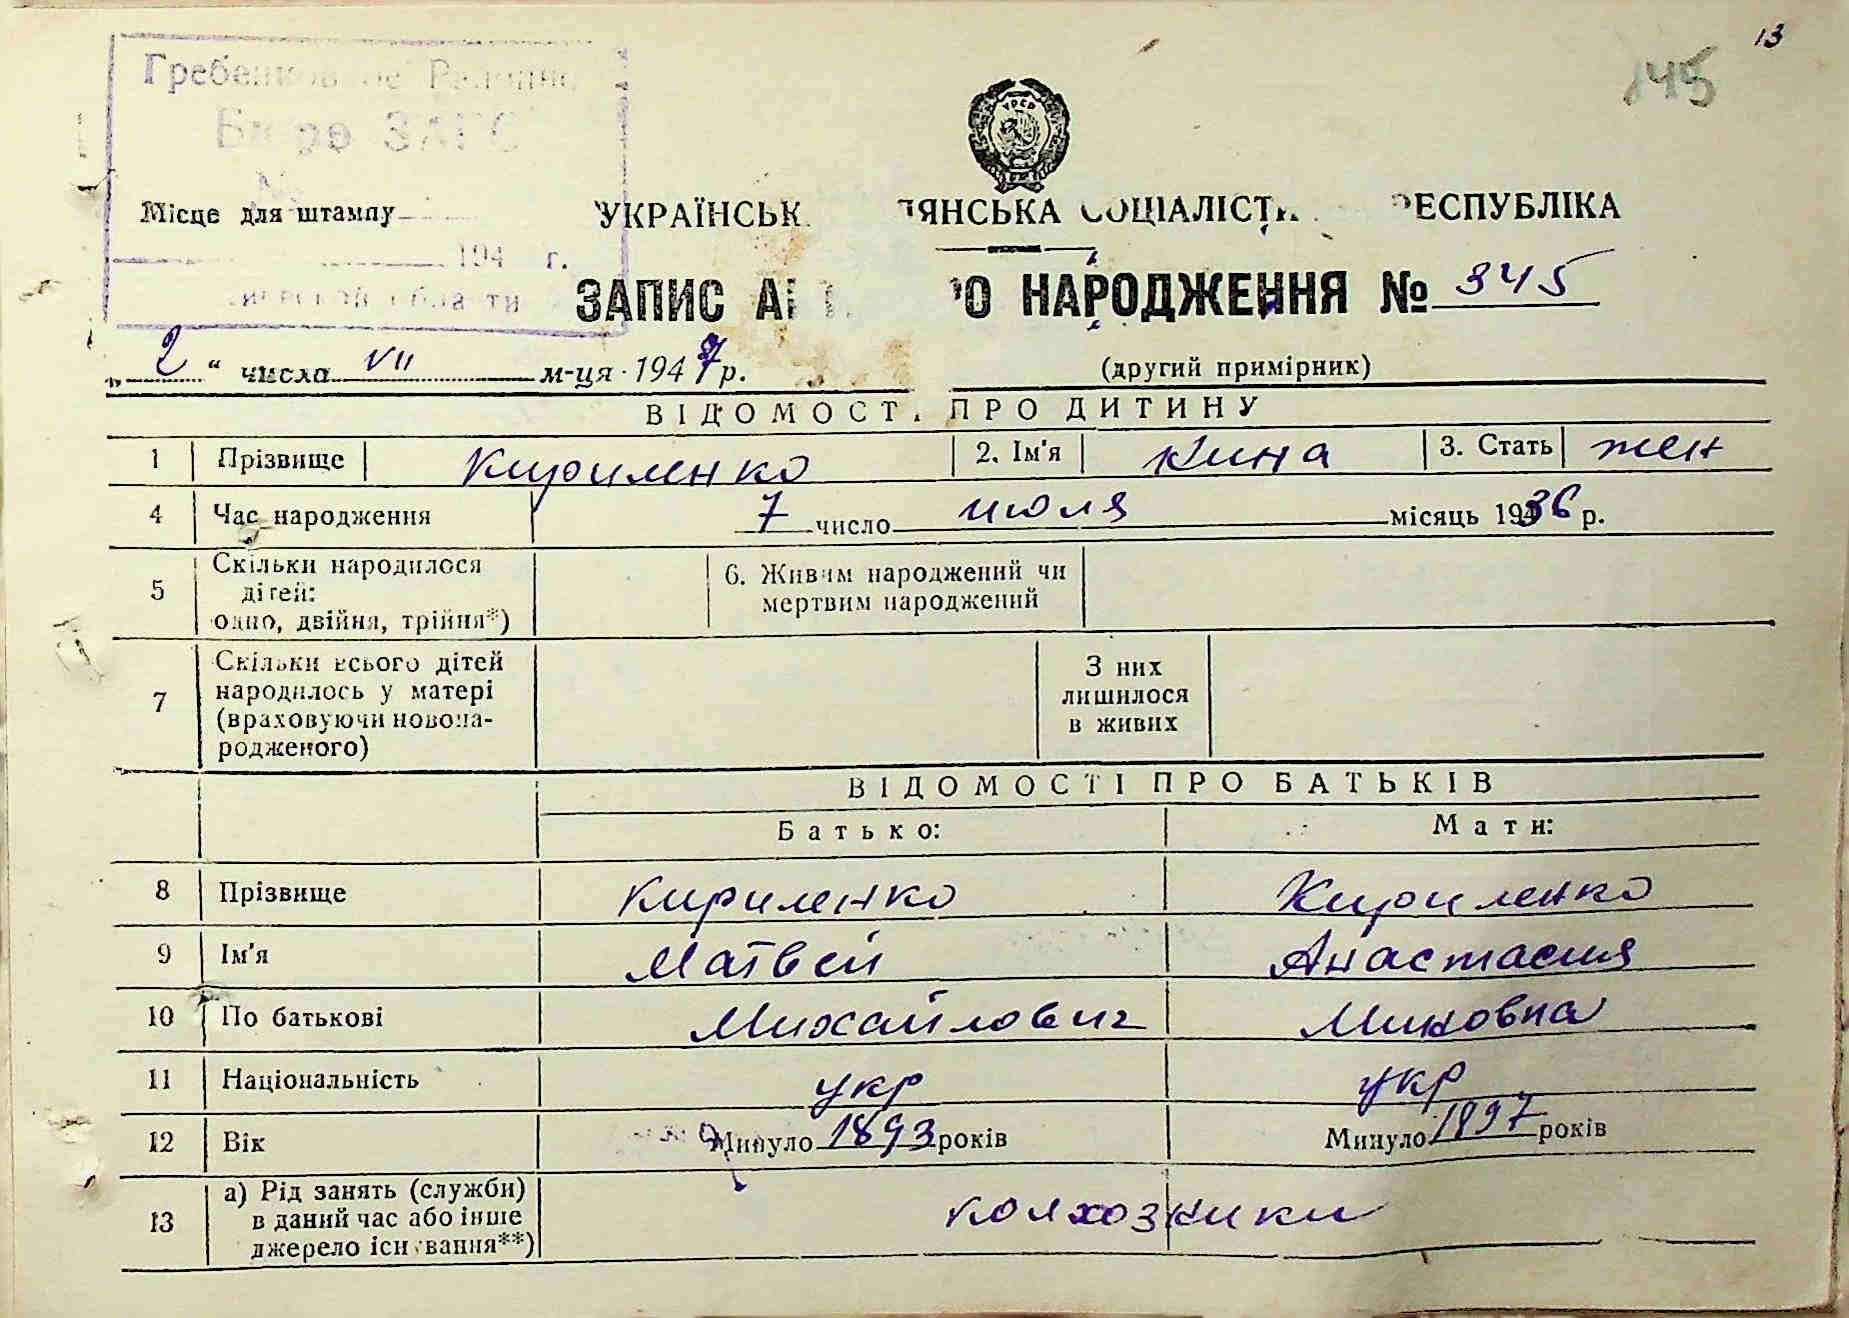 13
145
Бюро ЗАГС
Місце для штампу
194 г.
УКРАЇНСЬК ЯНСЬКА СОЦІАЛІСТ ЕСПУБЛІКА
ЗАПИС АК О НАРОДЖЕННЯ № 345
„ 2 “ числа VII м-ця 1947 р.
(другий примірник)
ВІДОМОСТ ПРО ДИТИНУ
1 Прізвище Кириленко 2. Ім'я Нина 3. Стать жен
4 Час народження 7 число июля місяць 1936 р.
5 Скільки народилося дітей: одно, двійня, трійня*) 6. Живим народжений чи мертвим народжений
7 Скільки всього дітей народилось у матері (враховуючи новонародженого) З них лишилося в живих
ВІДОМОСТІ ПРО БАТЬКІВ
Батько: Мати:
8 Прізвище Кириленко Кириленко
9 Ім'я Матвей Анастасия
10 По батькові Михайлович Миновна
11 Національність укр укр
12 Вік Минуло 1893 років Минуло 1897 років
13 а) Рід занять (служби) в даний час або інше джерело існування**) колхозники